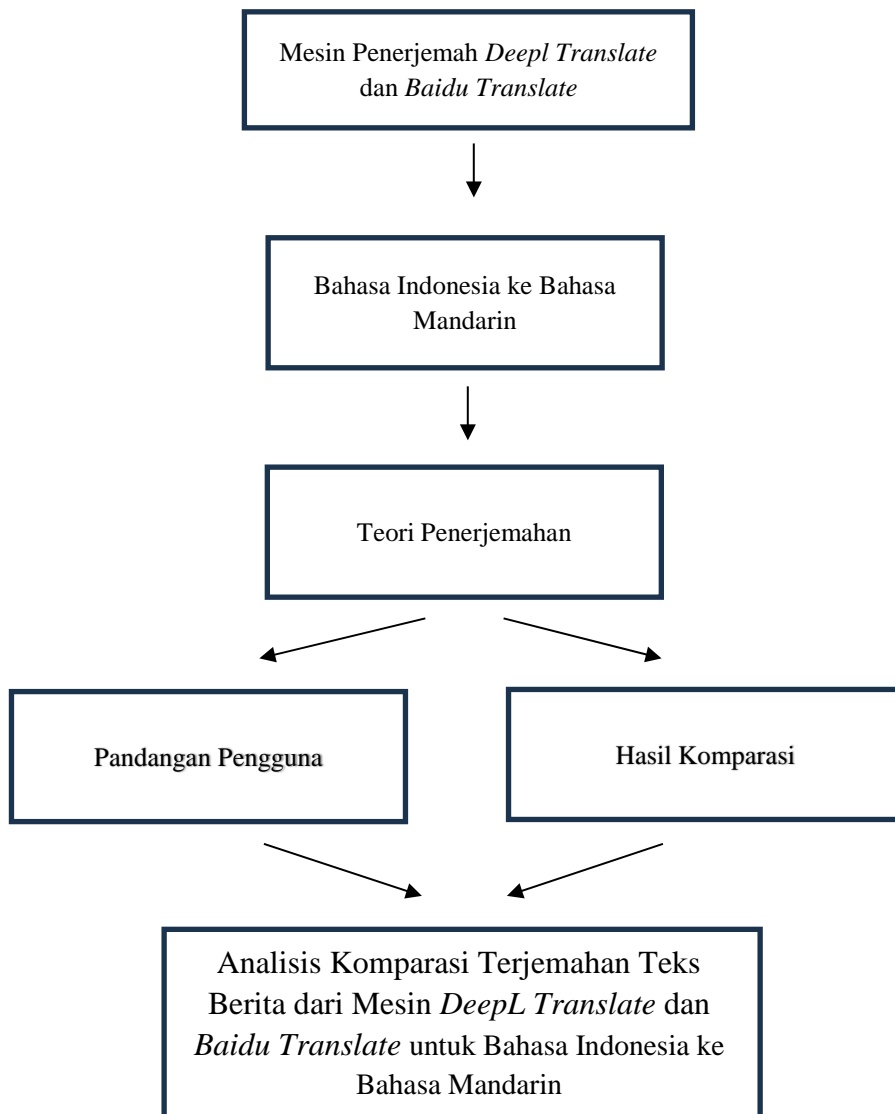 Mesin Penerjemah Deepl Translate
dan Baidu Translate
Bahasa Indonesia ke Bahasa
Mandarin
Teori Penerjemahan
Pandangan Pengguna
Hasil Komparasi
Analisis Komparasi Terjemahan Teks
Berita dari Mesin DeepL Translate dan
Baidu Translate untuk Bahasa Indonesia ke
Bahasa Mandarin